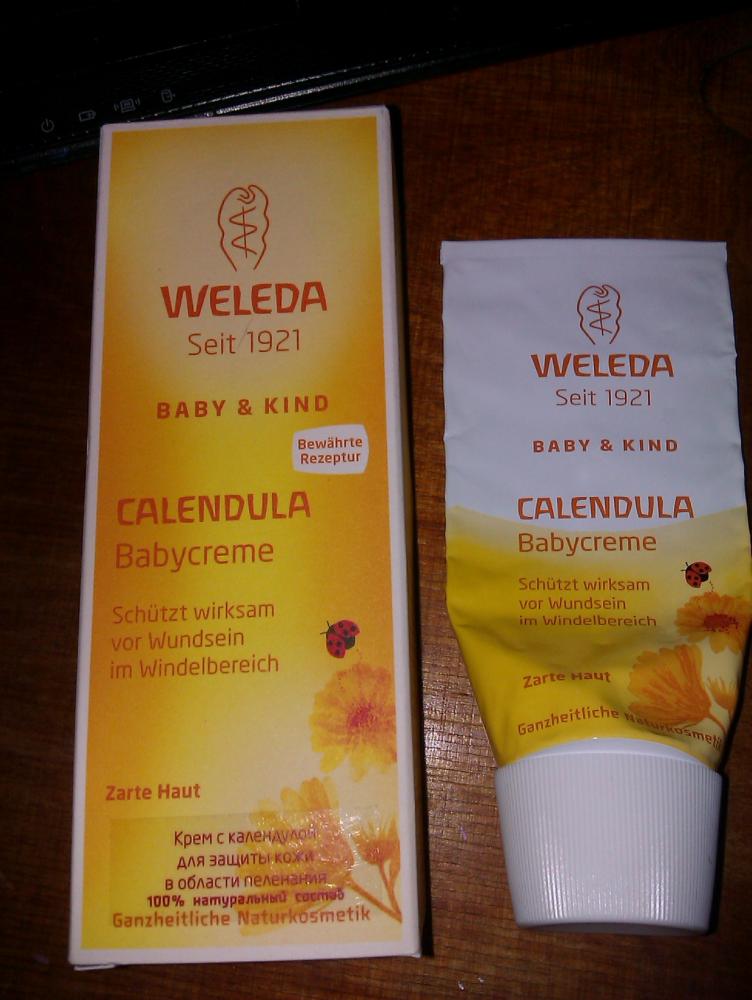 WELEDA
Seit 1921
BABY & KIND
Bewährte
Rezeptur
CALENDULA
Babycreme
Schützt wirksam
vor Wundsein
im Windelbereich
Zarte Haut
Крем с календулой
для защиты кожи
в области пеленания
100% натуральный состав
Ganzheitliche Naturkosmetik
WELEDA
Seit 1921
BABY & KIND
CALENDULA
Babycreme
Schützt wirksam
vor Wundsein
im Windelbereich
Zarte Haut
Ganzheitliche Naturkosmetik